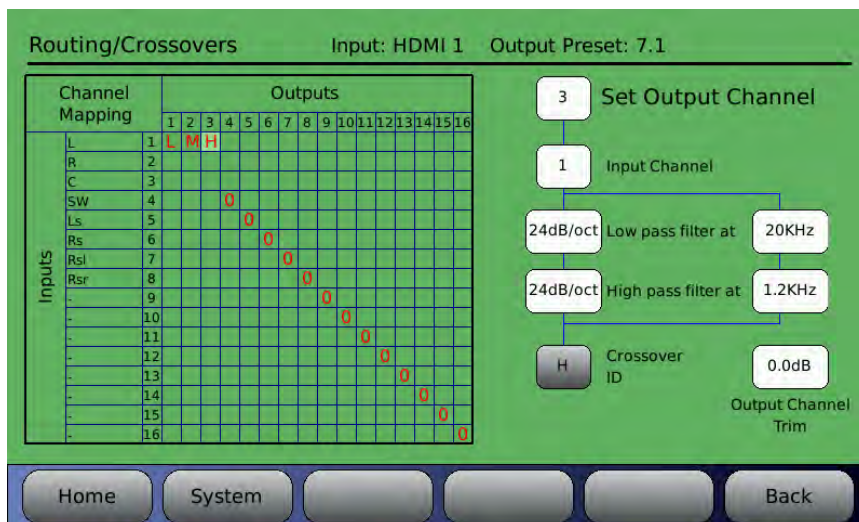 Routing/Crossovers Input: HDMI 1 Output Preset: 7.1
Channel Mapping
Outputs
1 2 3 4 5 6 7 8 9 10 11 12 13 14 15 16
Inputs
L 1 L M H
R 2
C 3
SW 4 0
Ls 5 0
Rs 6 0
Rsl 7 0
Rsr 8 0
- 9 0
- 10 0
- 11 0
- 12 0
- 13 0
- 14 0
- 15 0
- 16 0
3 Set Output Channel
1 Input Channel
24dB/oct Low pass filter at 20KHz
24dB/oct High pass filter at 1.2KHz
H Crossover ID
0.0dB
Output Channel Trim
Home System Back